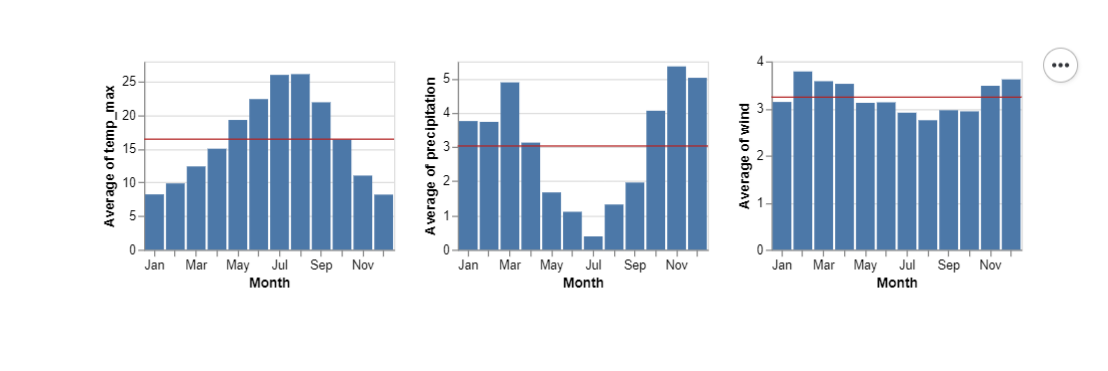 Average of temp_max
25
20
15
10
5
0
Jan Mar May Jul Sep Nov
Month
Average of precipitation
5
4
3
2
1
0
Jan Mar May Jul Sep Nov
Month
Average of wind
4
3
2
1
0
Jan Mar May Jul Sep Nov
Month